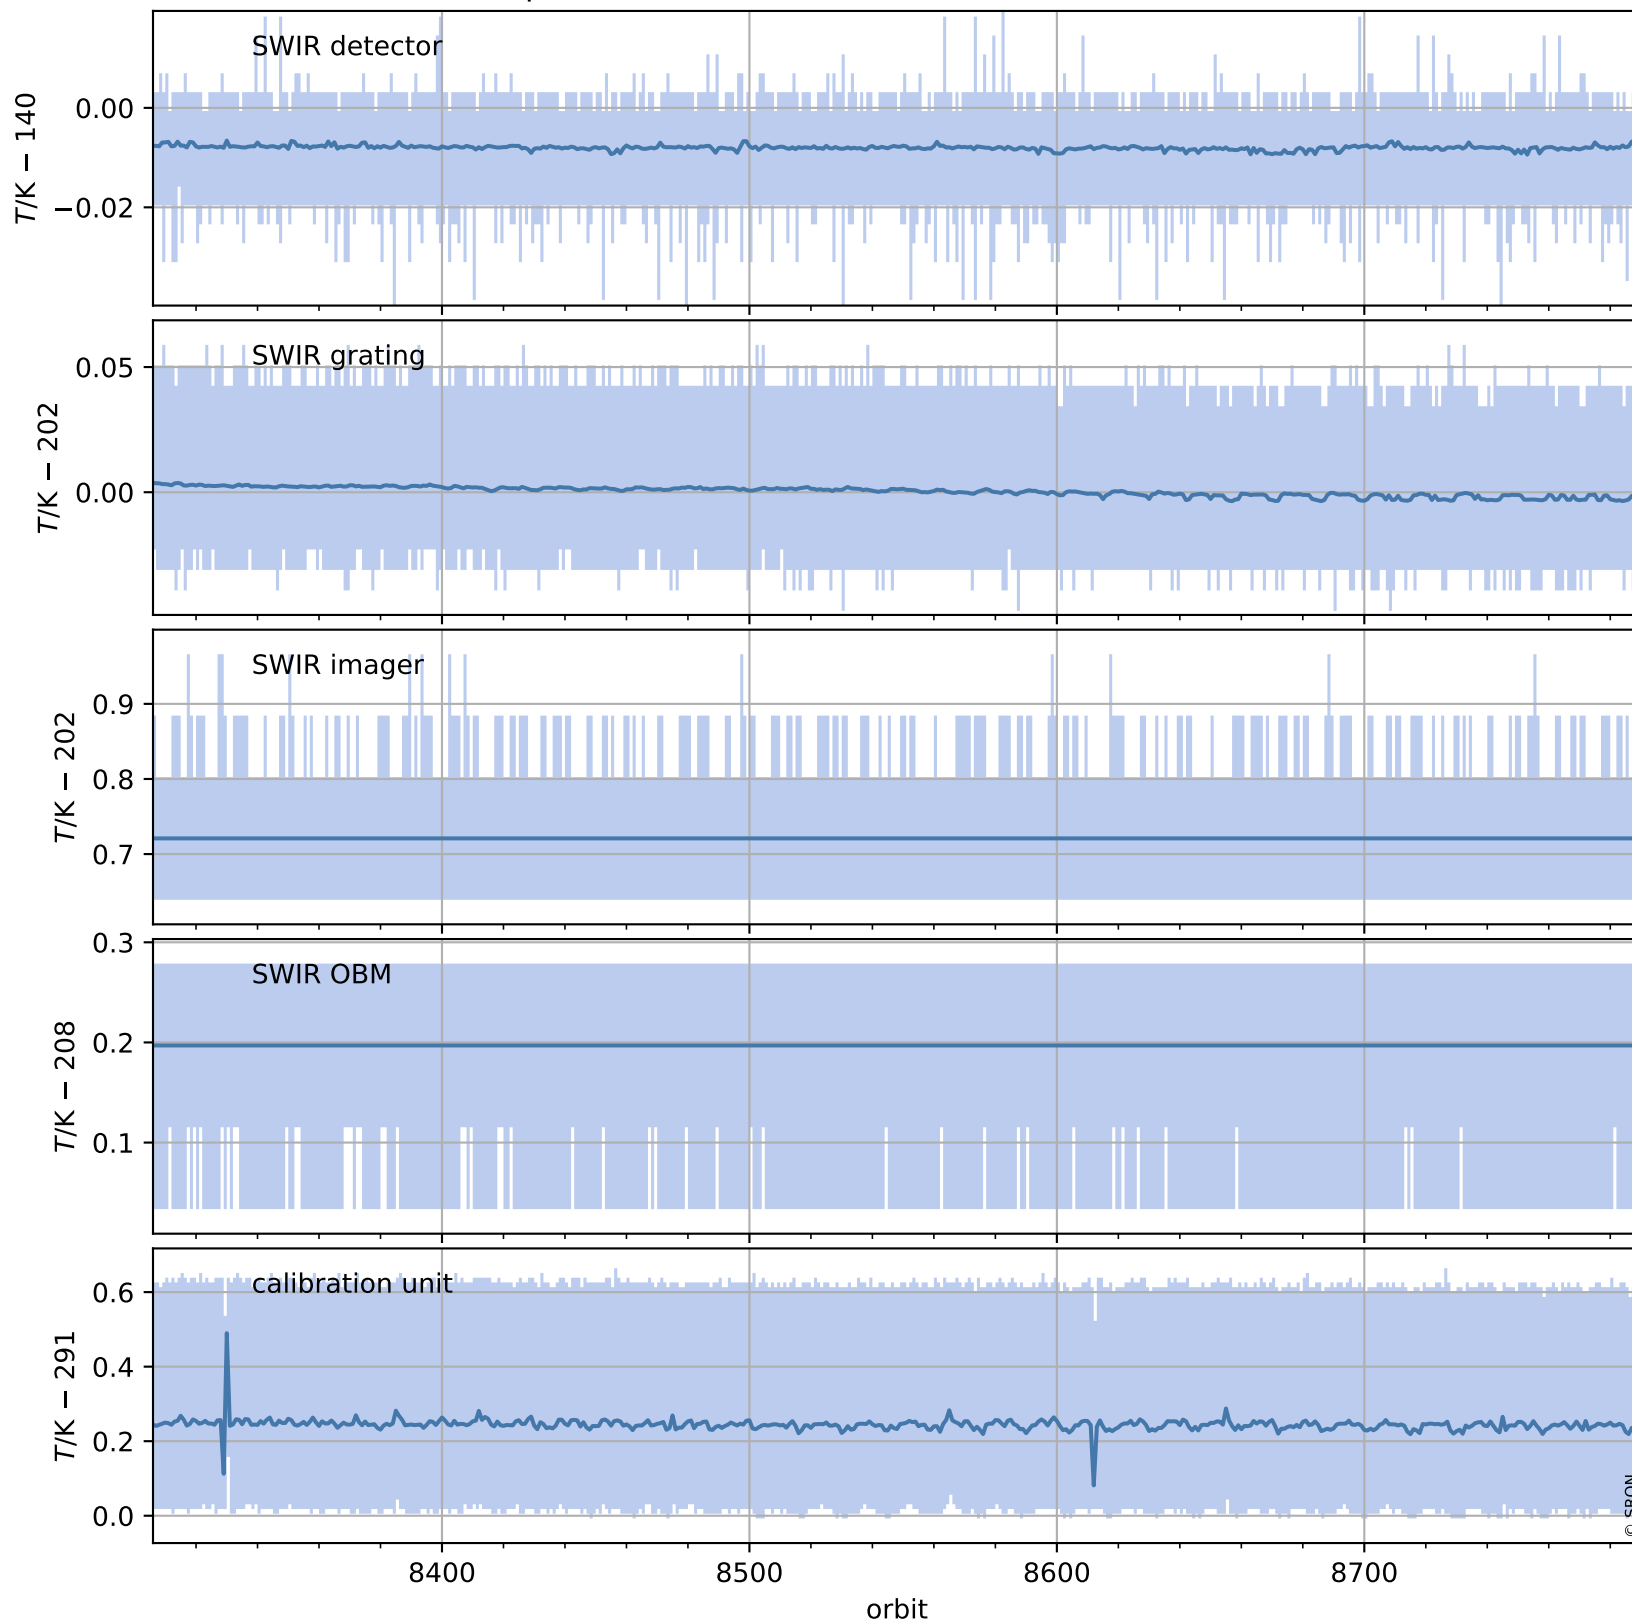 SWIR detector
T/K − 140
0.00
−0.02
SWIR grating
T/K − 202
0.05
0.00
SWIR imager
T/K − 202
0.9
0.8
0.7
SWIR OBM
T/K − 208
0.3
0.2
0.1
calibration unit
T/K − 291
0.6
0.4
0.2
0.0
8400 8500 8600 8700
orbit
© SRON